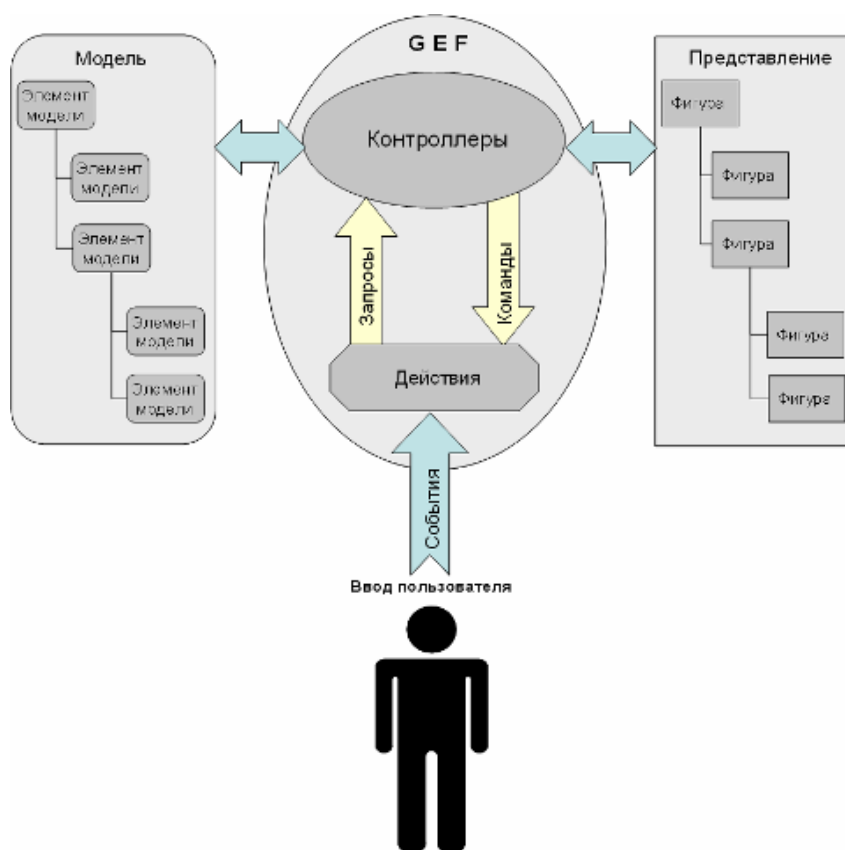 Модель
Элемент
модели
Элемент
модели
Элемент
модели
Элемент
модели
Элемент
модели
G E F
Контроллеры
Запросы
Команды
Действия
События
Ввод пользователя
Представление
Фигура
Фигура
Фигура
Фигура
Фигура